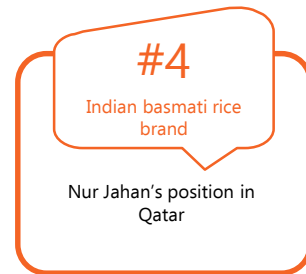 #4
Indian basmati rice
brand
Nur Jahan’s position in
Qatar